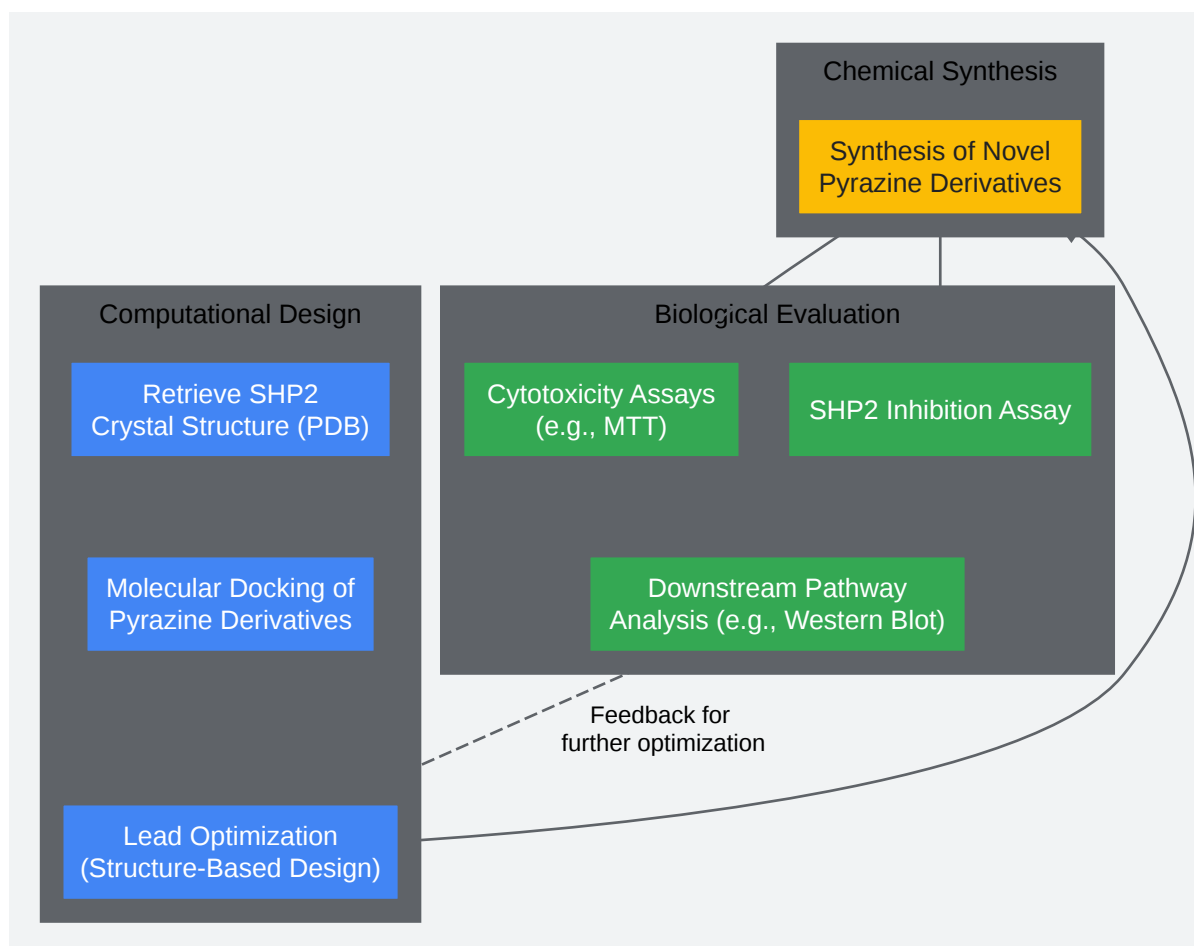 Chemical Synthesis
Synthesis of Novel
Pyrazine Derivatives
Computational Design
Retrieve SHP2
Crystal Structure (PDB)
Molecular Docking of
Pyrazine Derivatives
Lead Optimization
(Structure-Based Design)
Biological Evaluation
Cytotoxicity Assays
(e.g., MTT)
SHP2 Inhibition Assay
Downstream Pathway
Analysis (e.g., Western Blot)
Feedback for
further optimization